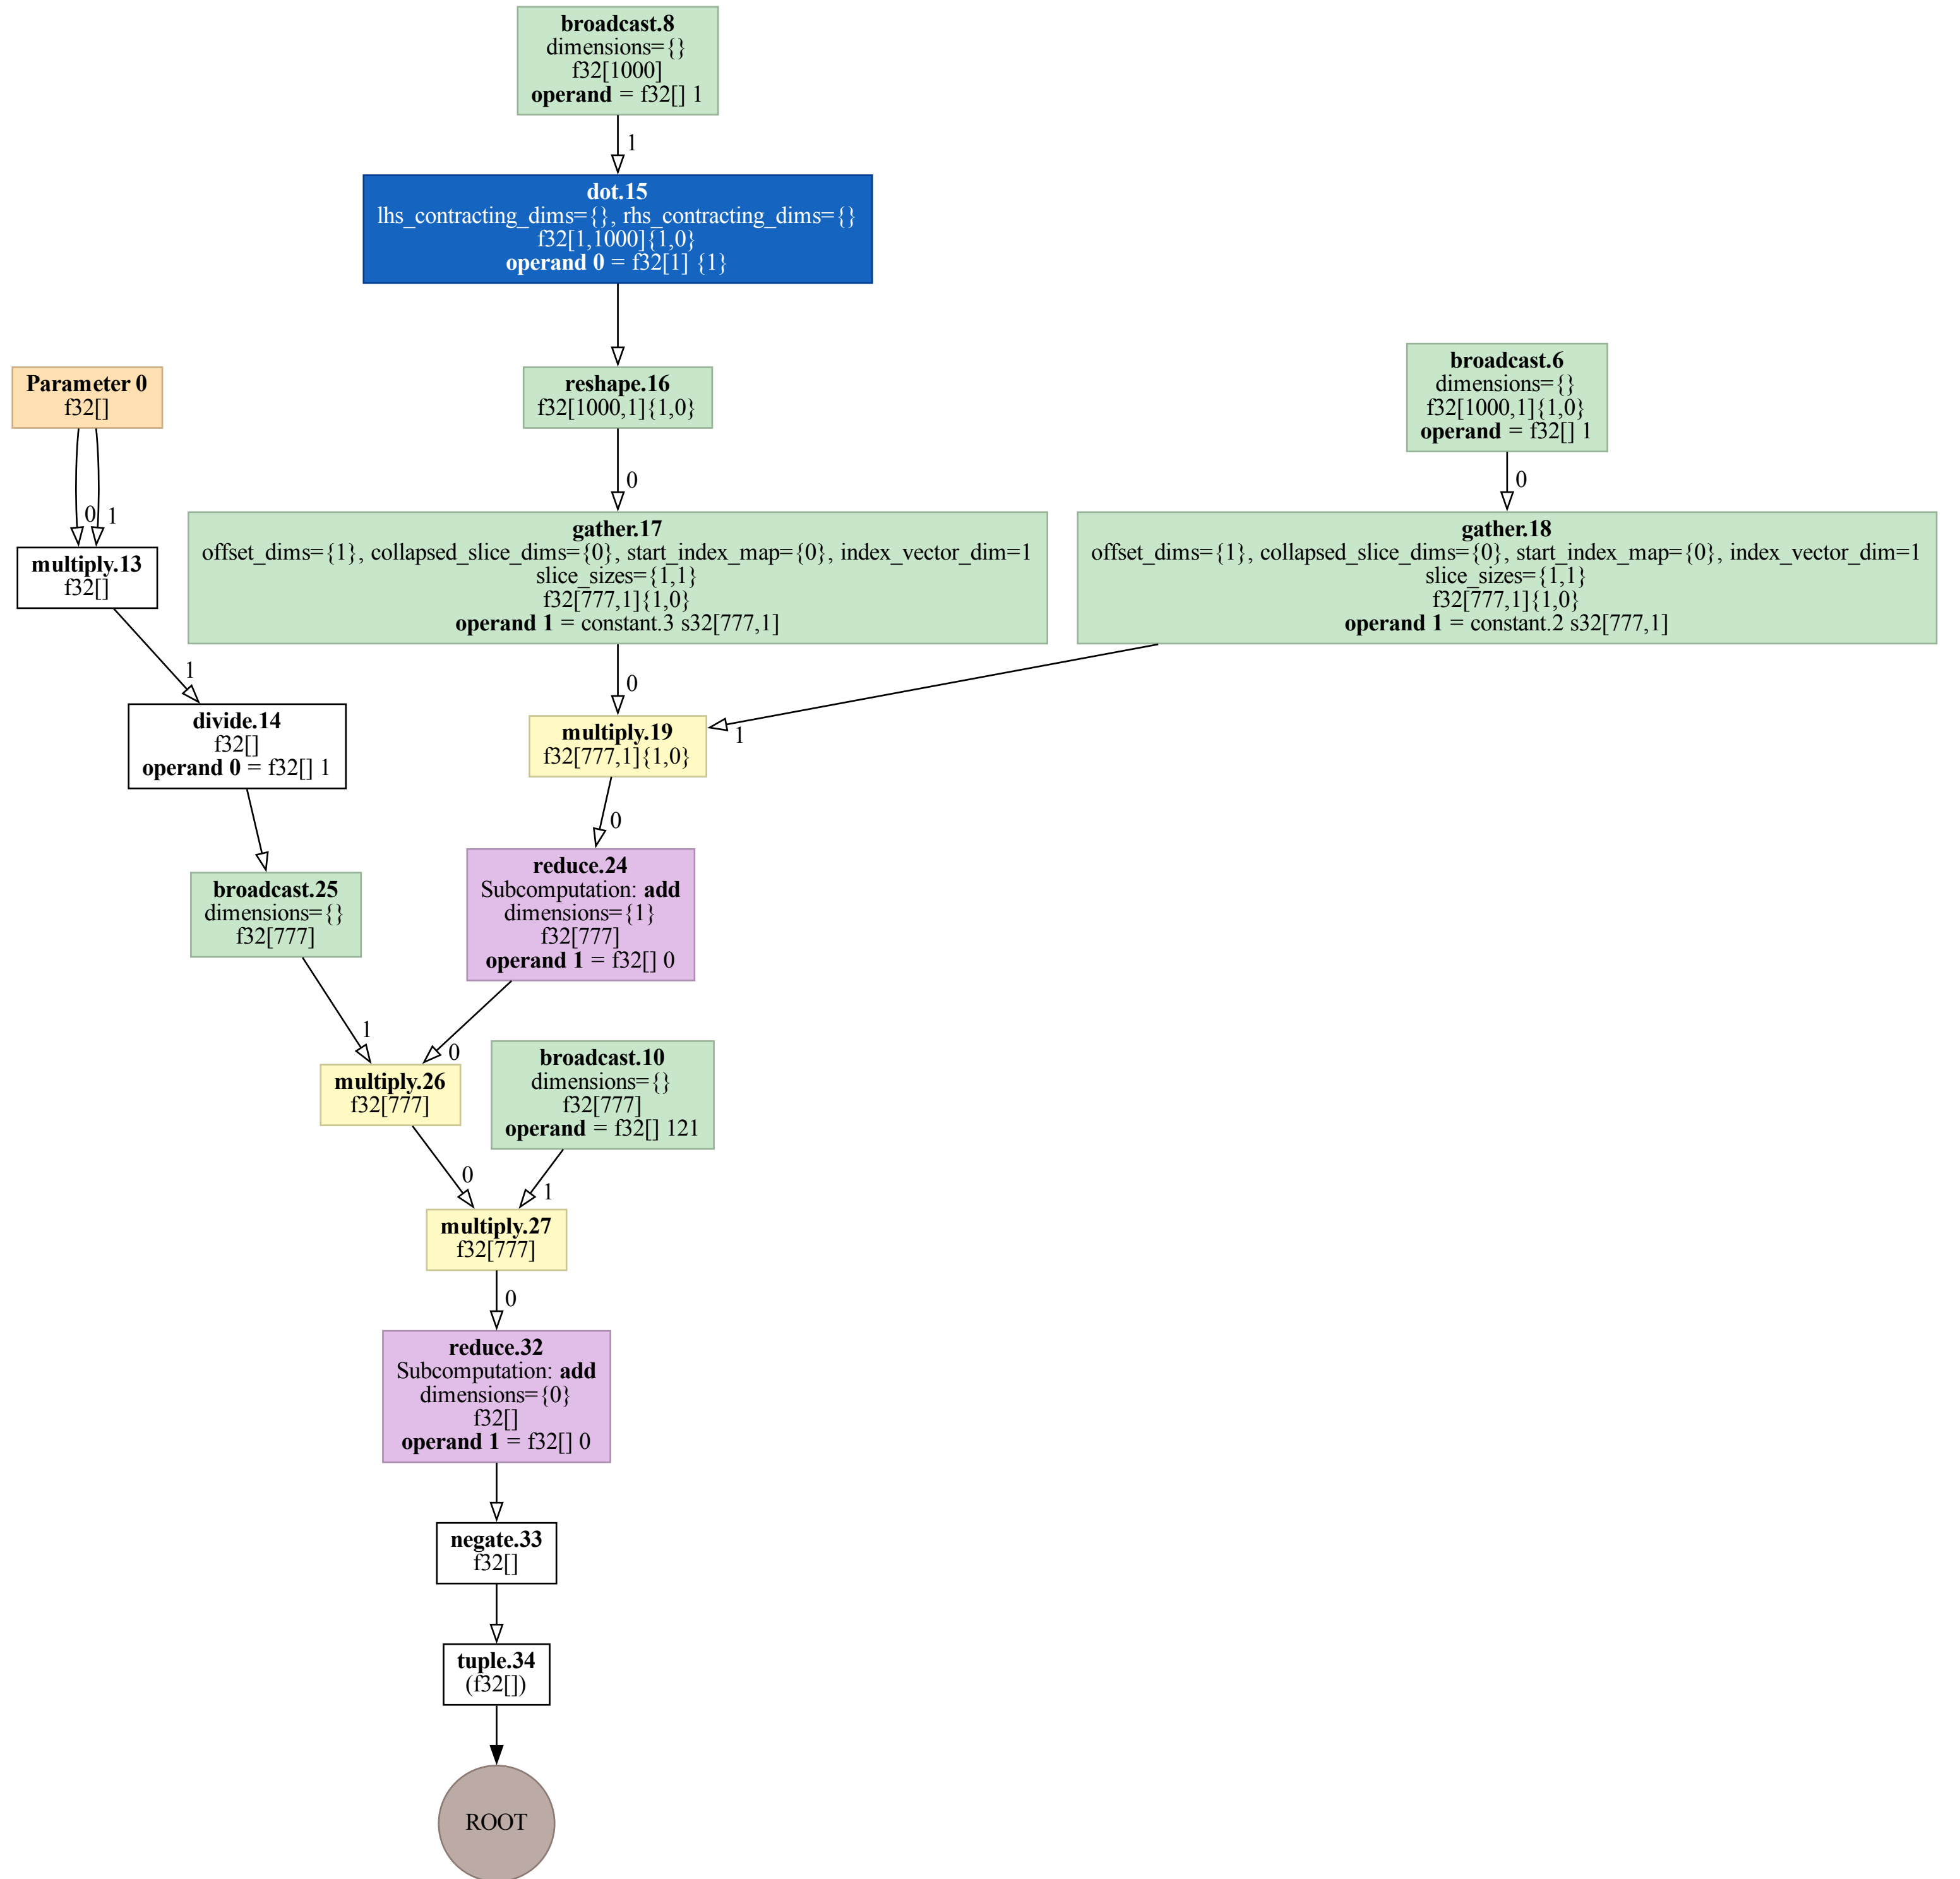 broadcast.8
dimensions={}
f32[1000]
operand = f32[] 1
1
dot.15
lhs_contracting_dims={}, rhs_contracting_dims={}
f32[1,1000]{1,0}
operand 0 = f32[1] {1}
Parameter 0
f32[]
reshape.16
f32[1000,1]{1,0}
broadcast.6
dimensions={}
f32[1000,1]{1,0}
operand = f32[] 1
0
1
0
0
multiply.13
f32[]
gather.17
offset_dims={1}, collapsed_slice_dims={0}, start_index_map={0}, index_vector_dim=1
slice_sizes={1,1}
f32[777,1]{1,0}
operand 1 = constant.3 s32[777,1]
gather.18
offset_dims={1}, collapsed_slice_dims={0}, start_index_map={0}, index_vector_dim=1
slice_sizes={1,1}
f32[777,1]{1,0}
operand 1 = constant.2 s32[777,1]
1
0
1
divide.14
f32[]
operand 0 = f32[] 1
multiply.19
f32[777,1]{1,0}
0
broadcast.25
dimensions={}
f32[777]
reduce.24
Subcomputation: add
dimensions={1}
f32[777]
operand 1 = f32[] 0
1
0
multiply.26
f32[777]
broadcast.10
dimensions={}
f32[777]
operand = f32[] 121
0
1
multiply.27
f32[777]
0
reduce.32
Subcomputation: add
dimensions={0}
f32[]
operand 1 = f32[] 0
negate.33
f32[]
tuple.34
(f32[])
ROOT